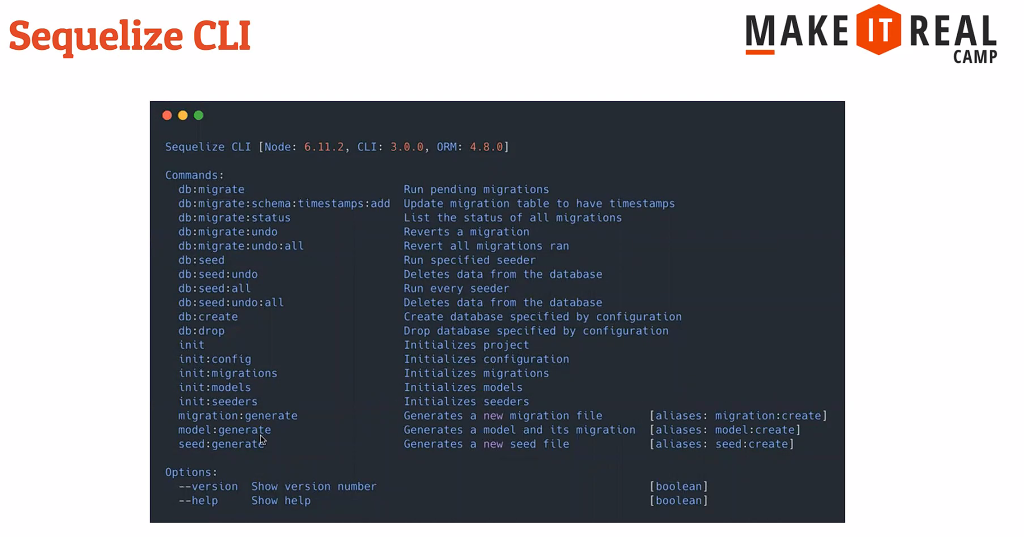 Sequelize CLI
MAKE IT REAL
CAMP
Sequelize CLI [Node: 6.11.2, CLI: 3.0.0, ORM: 4.8.0]
Commands:
db:migrate Run pending migrations
db:migrate:schema:timestamps:add Update migration table to have timestamps
db:migrate:status List the status of all migrations
db:migrate:undo Reverts a migration
db:migrate:undo:all Revert all migrations ran
db:seed Run specified seeder
db:seed:undo Deletes data from the database
db:seed:all Run every seeder
db:seed:undo:all Deletes data from the database
db:create Create database specified by configuration
db:drop Drop database specified by configuration
init Initializes project
init:config Initializes configuration
init:migrations Initializes migrations
init:models Initializes models
init:seeders Initializes seeders
migration:generate Generates a new migration file [aliases: migration:create]
model:generate Generates a model and its migration [aliases: model:create]
seed:generate Generates a new seed file [aliases: seed:create]
Options:
--version Show version number [boolean]
--help Show help [boolean]